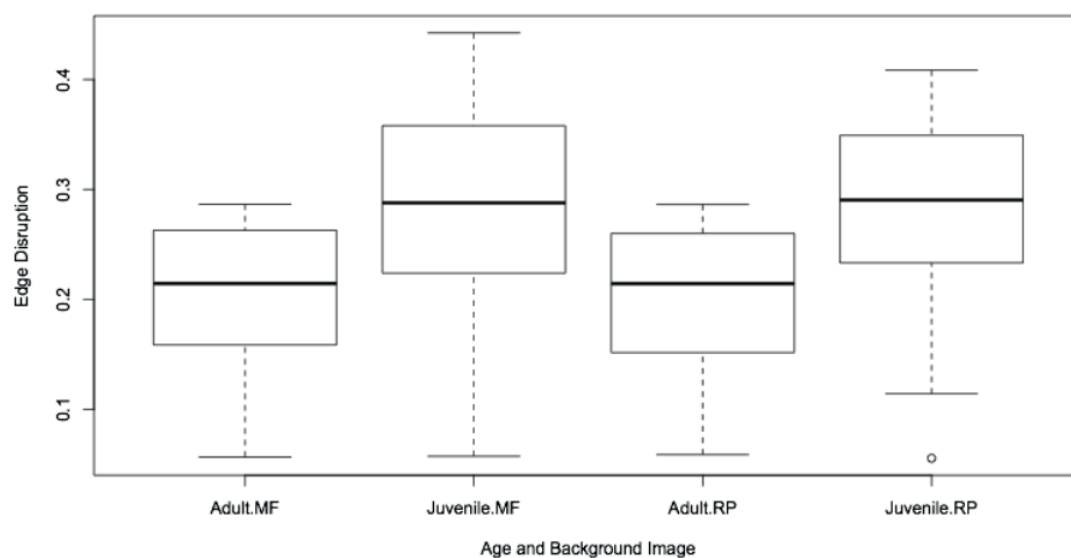 Edge Disruption
0.4
0.3
0.2
0.1
Adult.MF
Juvenile.MF
Adult.RP
Juvenile.RP
Age and Background Image